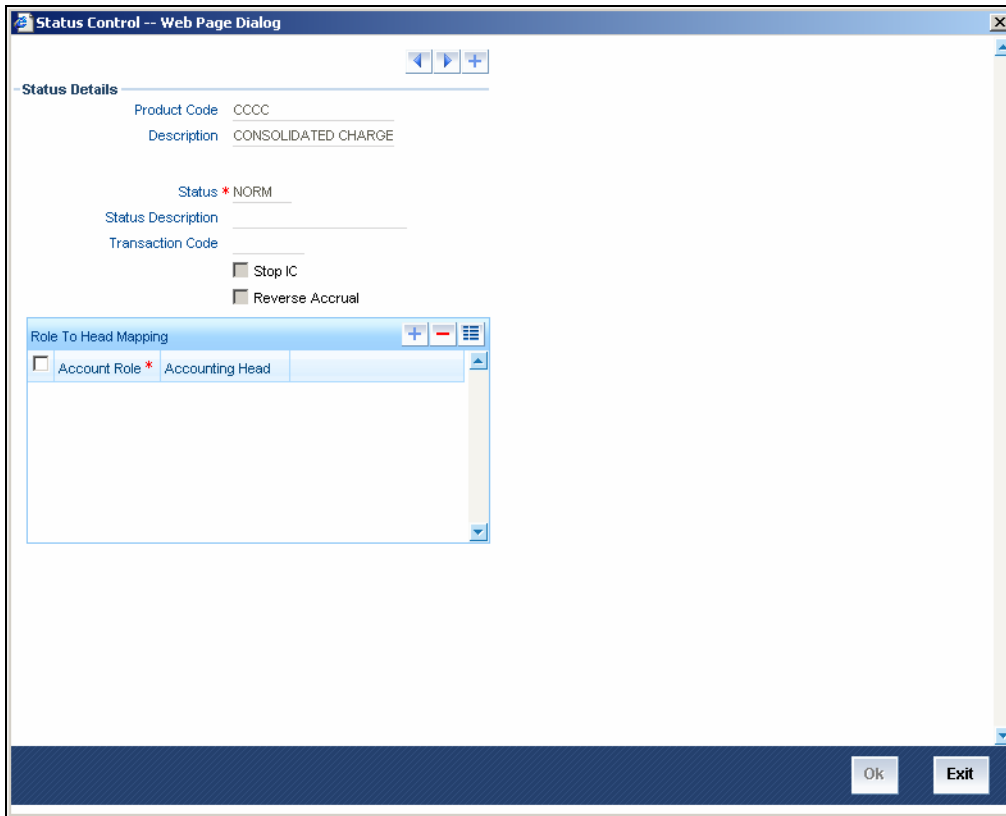 Status Control -- Web Page Dialog
Status Details
Product Code CCCC
Description CONSOLIDATED CHARGE
Status * NORM
Status Description
Transaction Code
Stop IC
Reverse Accrual
Role To Head Mapping
Account Role * Accounting Head
Ok Exit